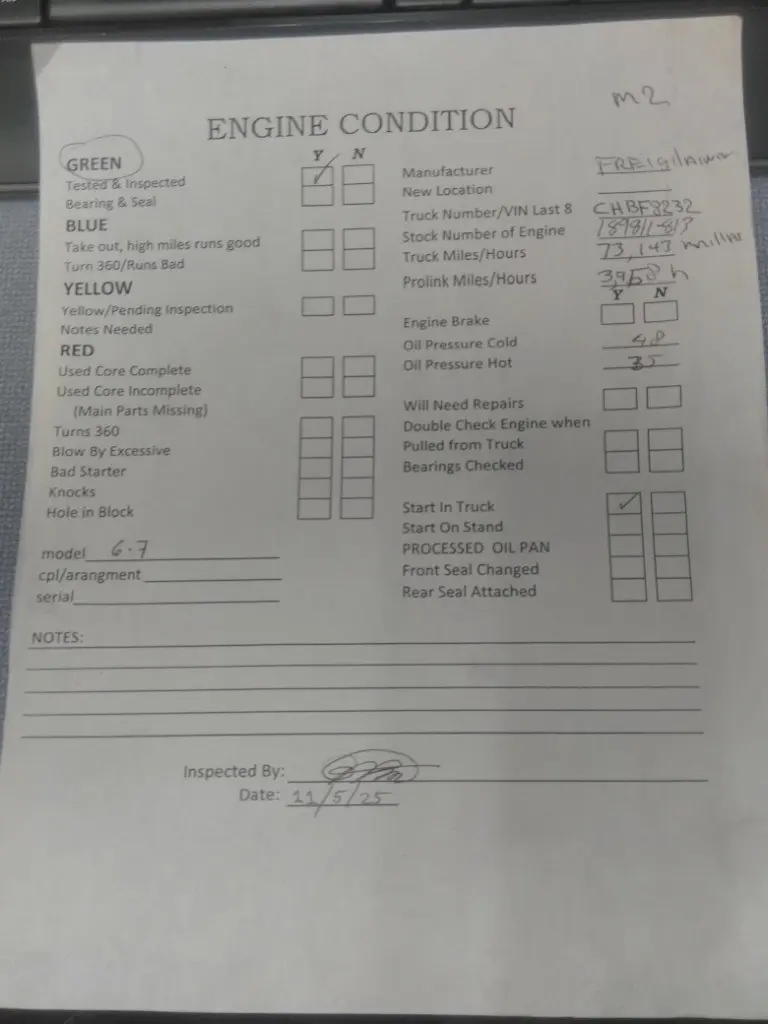 M2
ENGINE CONDITION
Y N
GREEN
Tested & Inspected
Bearing & Seal
BLUE
Take out, high miles runs good
Turn 360/Runs Bad
YELLOW
Yellow/Pending Inspection
Notes Needed
RED
Used Core Complete
Used Core Incomplete
(Main Parts Missing)
Turns 360
Blow By Excessive
Bad Starter
Knocks
Hole in Block
model 6.7
cpl/arangment
serial
Manufacturer
New Location
Truck Number/VIN Last 8 CHBF8232
Stock Number of Engine
Truck Miles/Hours 73,143
Prolink Miles/Hours
Y N
Engine Brake
Oil Pressure Cold 48
Oil Pressure Hot 35
Will Need Repairs
Double Check Engine when
Pulled from Truck
Bearings Checked
Start In Truck
Start On Stand
PROCESSED OIL PAN
Front Seal Changed
Rear Seal Attached
NOTES:
Inspected By:
Date: 11/5/25